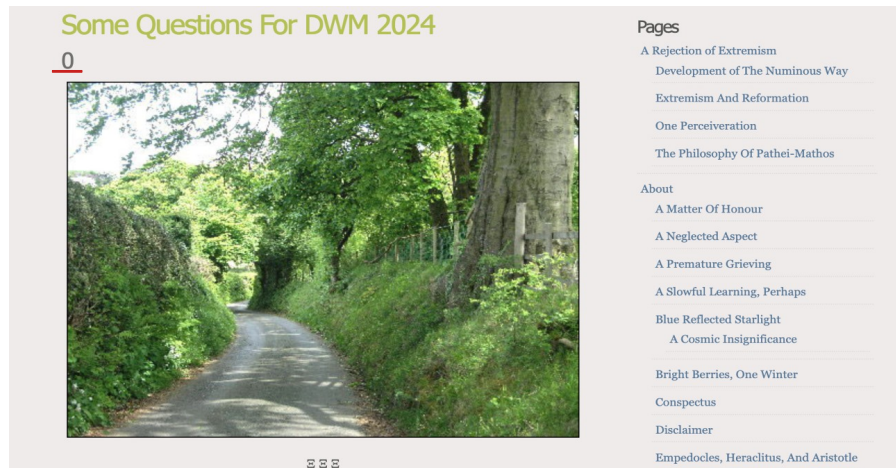 Some Questions For DWM 2024
0
Ξ Ξ Ξ
Pages
A Rejection of Extremism
Development of The Numinous Way
Extremism And Reformation
One Perceiveration
The Philosophy Of Pathei-Mathos
About
A Matter Of Honour
A Neglected Aspect
A Premature Grieving
A Slowful Learning, Perhaps
Blue Reflected Starlight
A Cosmic Insignificance
Bright Berries, One Winter
Conspectus
Disclaimer
Empedocles, Heraclitus, And Aristotle